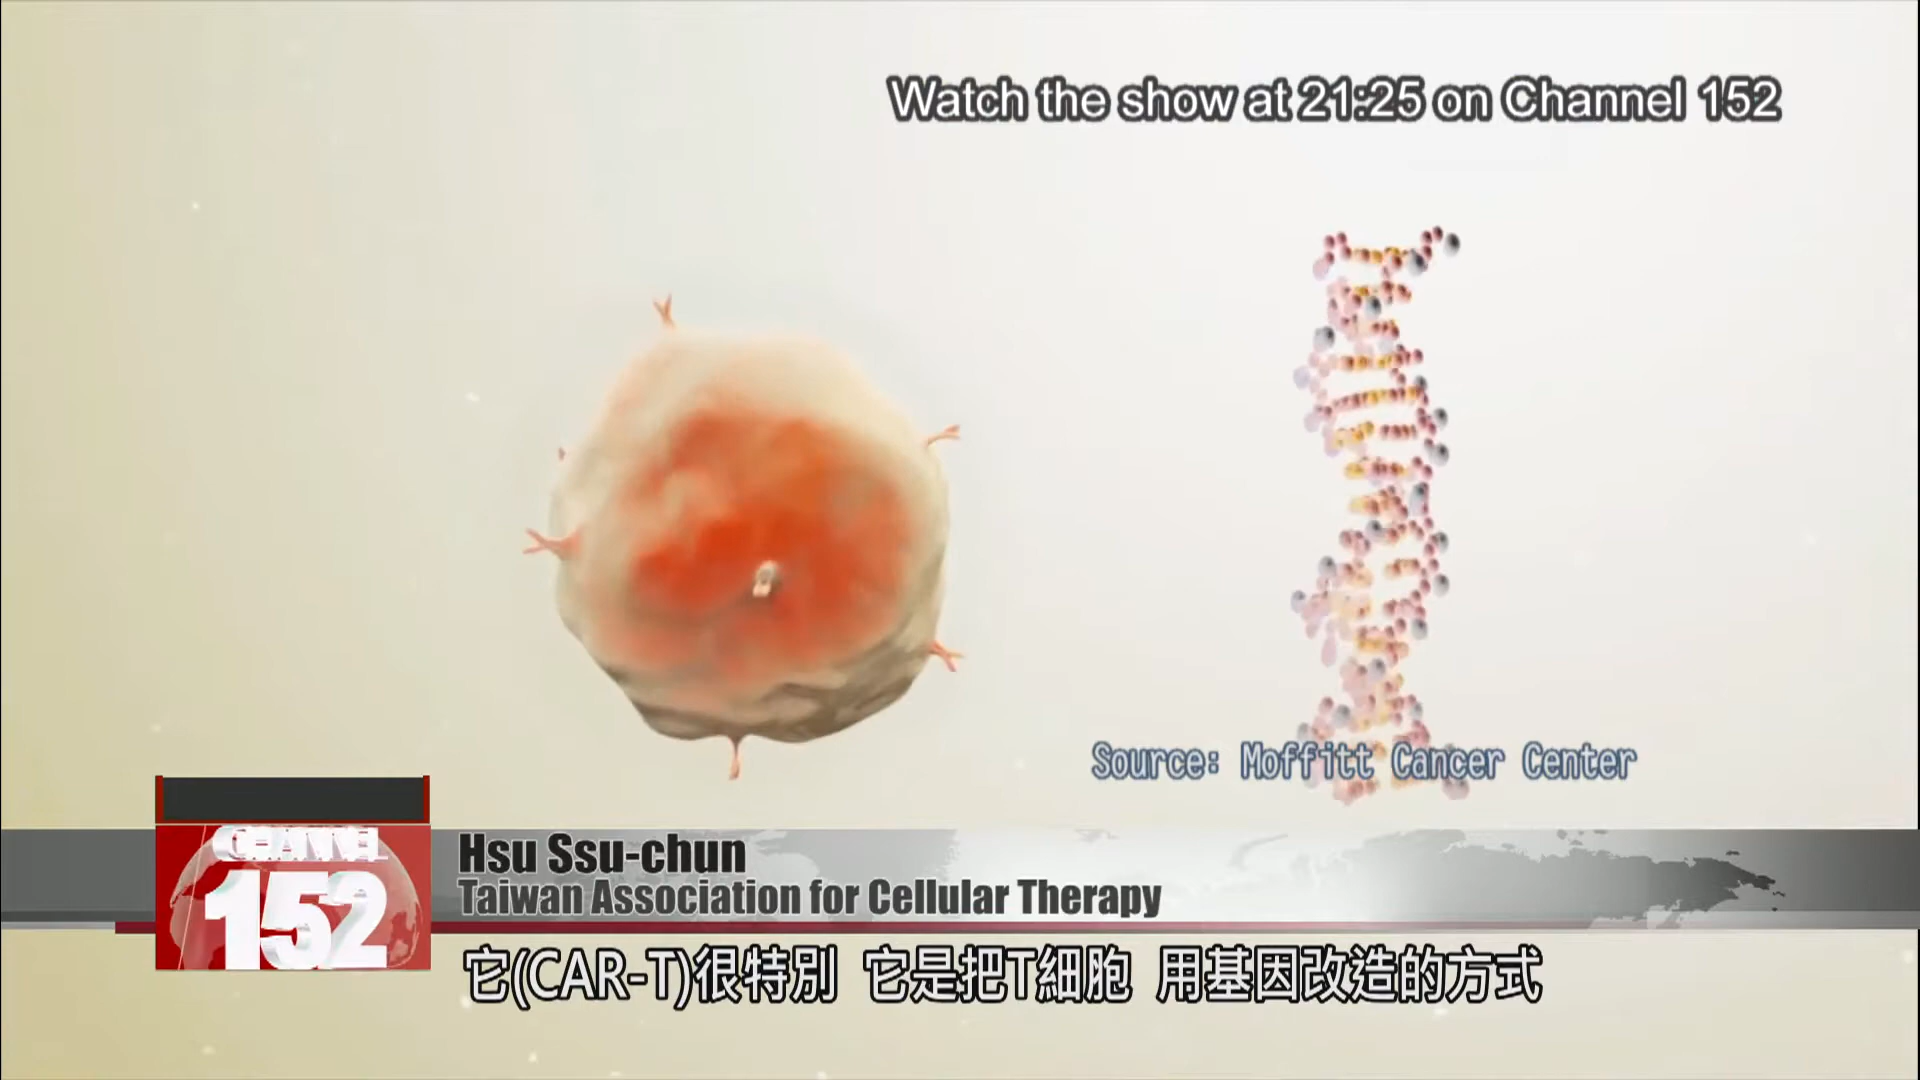 Watch the show at 21:25 on Channel 152
Source: Moffitt Cancer Center
CHANNEL
152
Hsu Ssu-chun
Taiwan Association for Cellular Therapy
它(CAR-T)很特別 它是把T細胞 用基因改造的方式